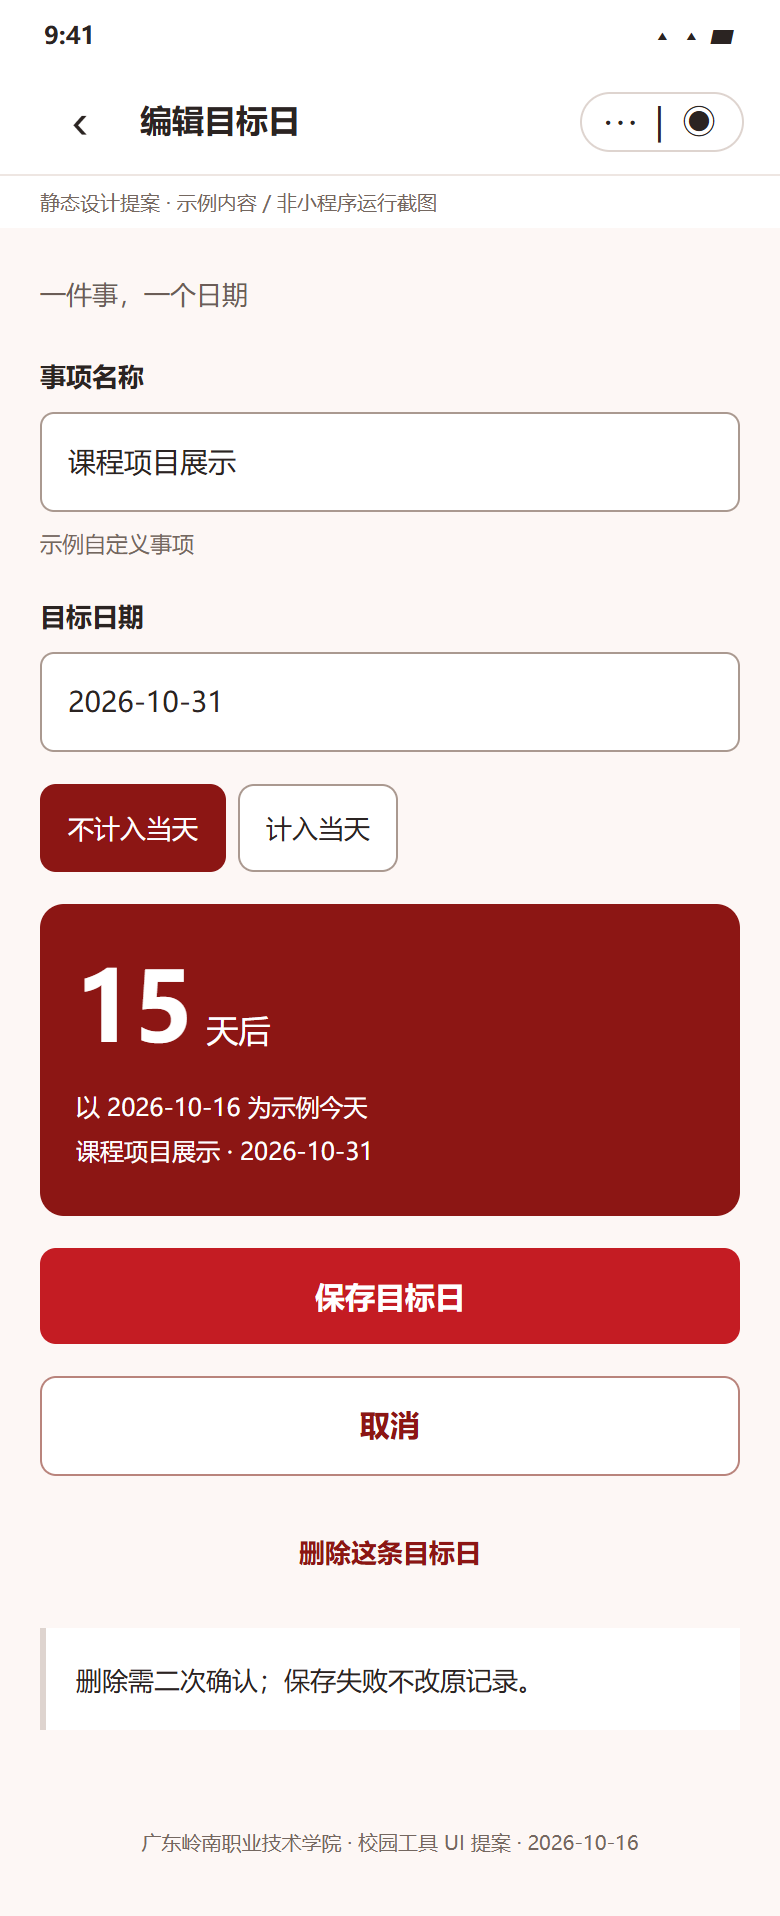 9:41
编辑目标日
静态设计提案 · 示例内容 / 非小程序运行截图
一件事，一个日期
事项名称
课程项目展示
示例自定义事项
目标日期
2026-10-31
不计入当天 计入当天
15 天后
以 2026-10-16 为示例今天
课程项目展示 · 2026-10-31
保存目标日
取消
删除这条目标日
删除需二次确认；保存失败不改原记录。
广东岭南职业技术学院 · 校园工具 UI 提案 · 2026-10-16